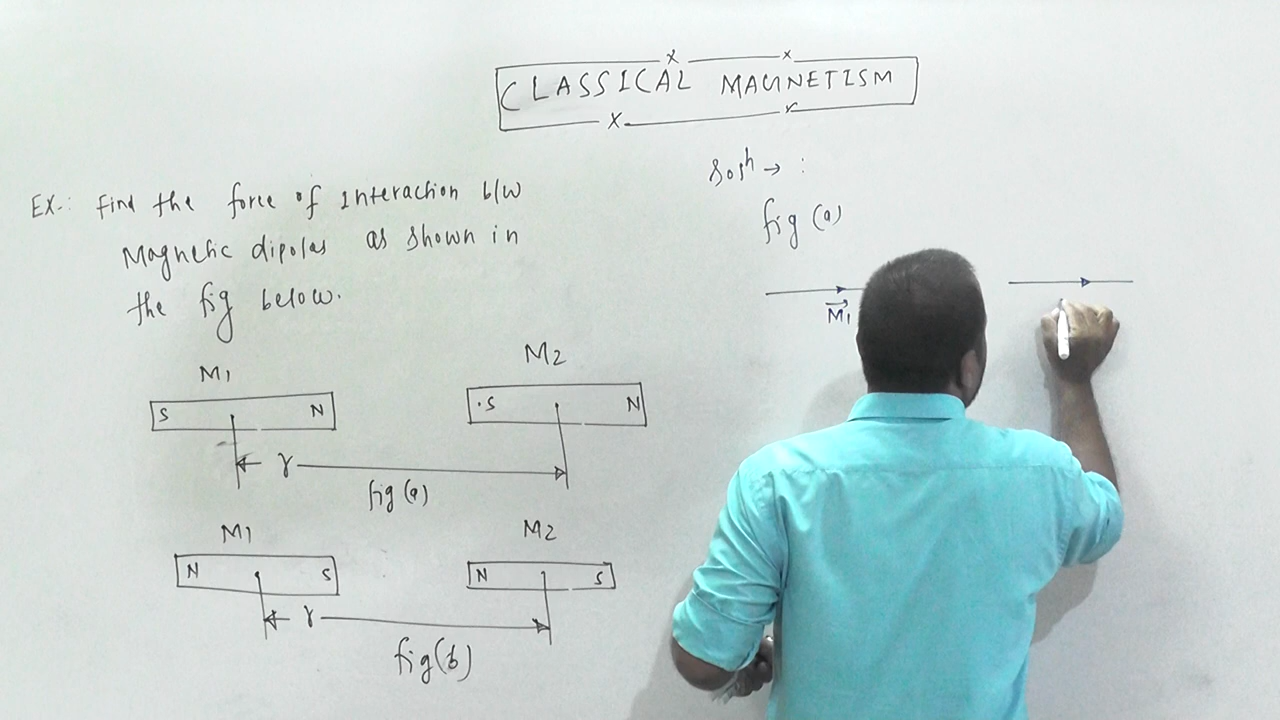 CLASSICAL MAGNETISM
EX-: Find the force of Interaction b/w
Magnetic dipoles as shown in
the fig below.
M1
M2
S
N
S
N
r
fig (a)
M1
M2
N
S
N
S
r
fig (b)
Soln → :
fig (a)
M1